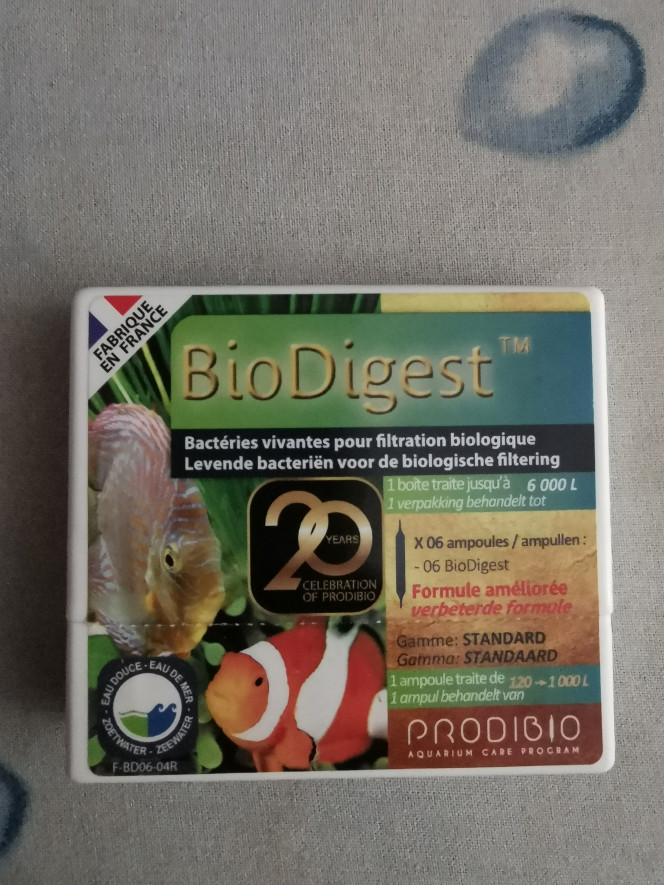 FABRIQUÉ
EN FRANCE
BioDigest™
Bactéries vivantes pour filtration biologique
Levende bacteriën voor de biologische filtering
1 boîte traite jusqu'à 6 000 L
1 verpakking behandelt tot
20
YEARS
CELEBRATION
OF PRODIBIO
X 06 ampoules / ampullen :
- 06 BioDigest
Formule améliorée
verbeterde formule
Gamme: STANDARD
Gamma: STANDAARD
1 ampoule traite de 120 → 1 000 L
1 ampul behandelt van
EAU DOUCE - EAU DE MER -
ZOETWATER - ZEEWATER -
F-BD06-04R
PRODIBIO
AQUARIUM CARE PROGRAM